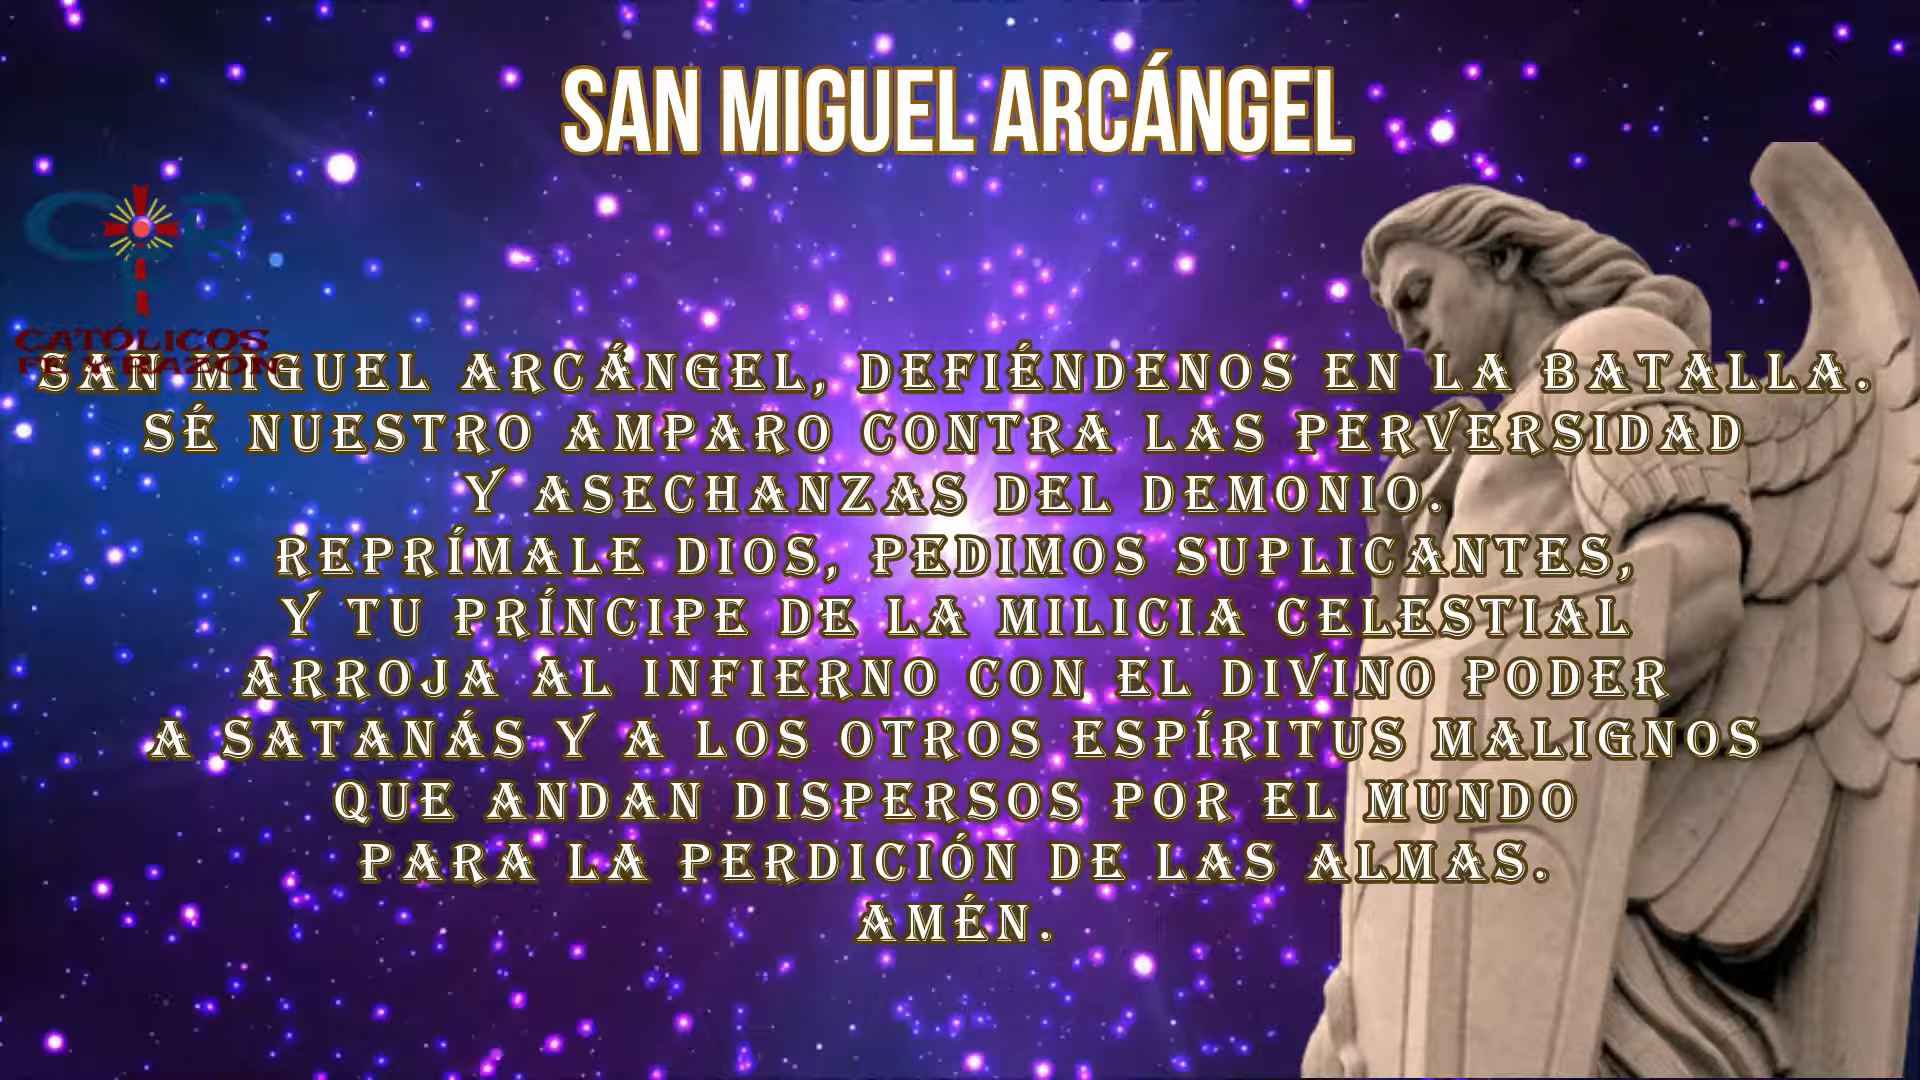 SAN MIGUEL ARCÁNGEL
CATÓLICOS
FE Y RAZÓN
SAN MIGUEL ARCÁNGEL, DEFIÉNDENOS EN LA BATALLA.
SÉ NUESTRO AMPARO CONTRA LAS PERVERSIDAD
Y ASECHANZAS DEL DEMONIO.
REPRÍMALE DIOS, PEDIMOS SUPLICANTES,
Y TU PRÍNCIPE DE LA MILICIA CELESTIAL
ARROJA AL INFIERNO CON EL DIVINO PODER
A SATANÁS Y A LOS OTROS ESPÍRITUS MALIGNOS
QUE ANDAN DISPERSOS POR EL MUNDO
PARA LA PERDICIÓN DE LAS ALMAS.
AMÉN.